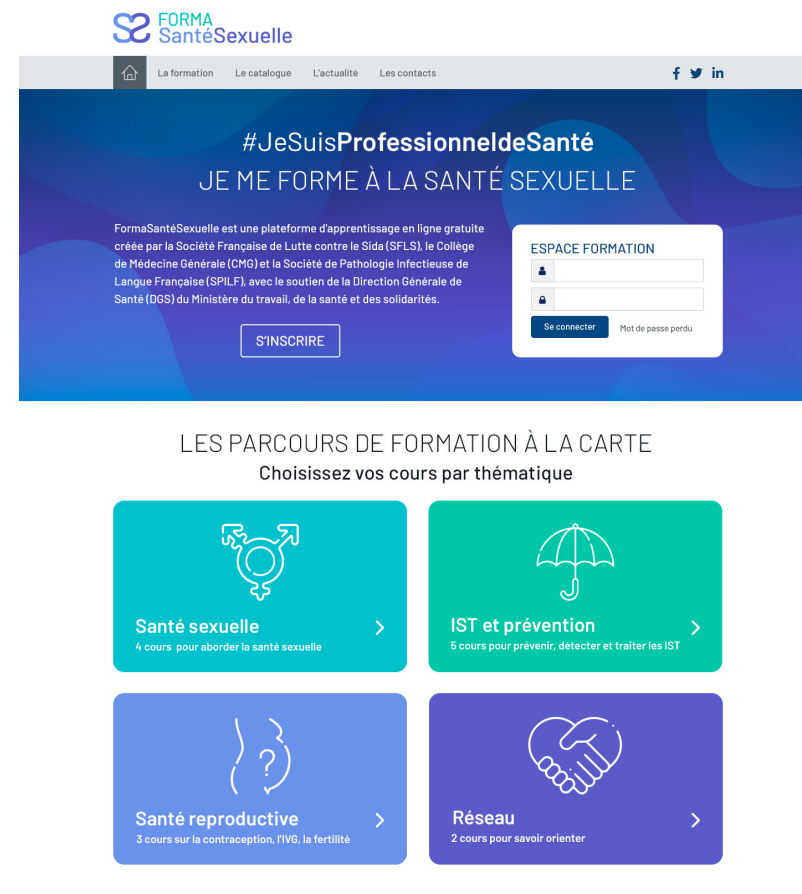 FORMA
SantéSexuelle
La formation Le catalogue L'actualité Les contacts
#JeSuisProfessionneldeSanté
JE ME FORME À LA SANTÉ SEXUELLE
FormaSantéSexuelle est une plateforme d'apprentissage en ligne gratuite
créée par la Société Française de Lutte contre le Sida (SFLS), le Collège
de Médecine Générale (CMG) et la Société de Pathologie Infectieuse de
Langue Française (SPILF), avec le soutien de la Direction Générale de
Santé (DGS) du Ministère du travail, de la santé et des solidarités.
S'INSCRIRE
ESPACE FORMATION
Se connecter Mot de passe perdu
LES PARCOURS DE FORMATION À LA CARTE
Choisissez vos cours par thématique
Santé sexuelle
4 cours pour aborder la santé sexuelle
IST et prévention
5 cours pour prévenir, détecter et traiter les IST
Santé reproductive
3 cours sur la contraception, l'IVG, la fertilité
Réseau
2 cours pour savoir orienter